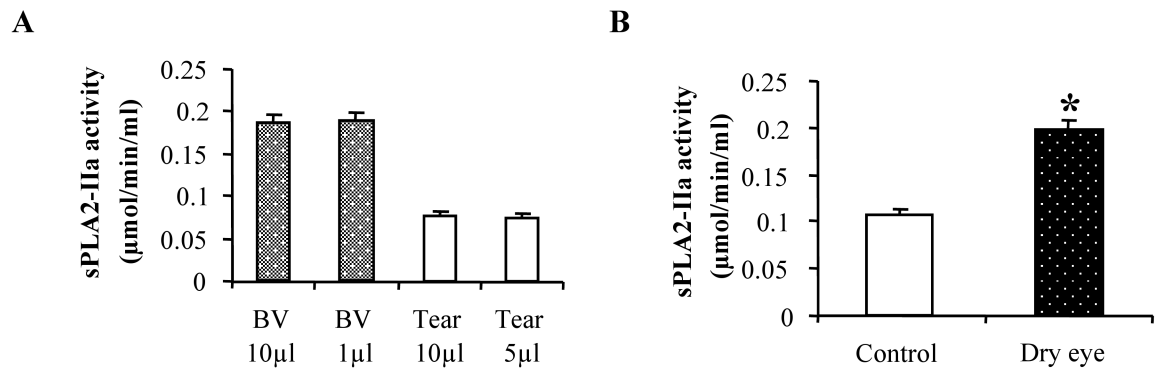 A
sPLA2-IIa activity
(μmol/min/ml)
0.25
0.2
0.15
0.1
0.05
0
BV
10μl
BV
1μl
Tear
10μl
Tear
5μl
B
sPLA2-IIa activity
(μmol/min/ml)
0.25
0.2
0.15
0.1
0.05
0
*
Control
Dry eye